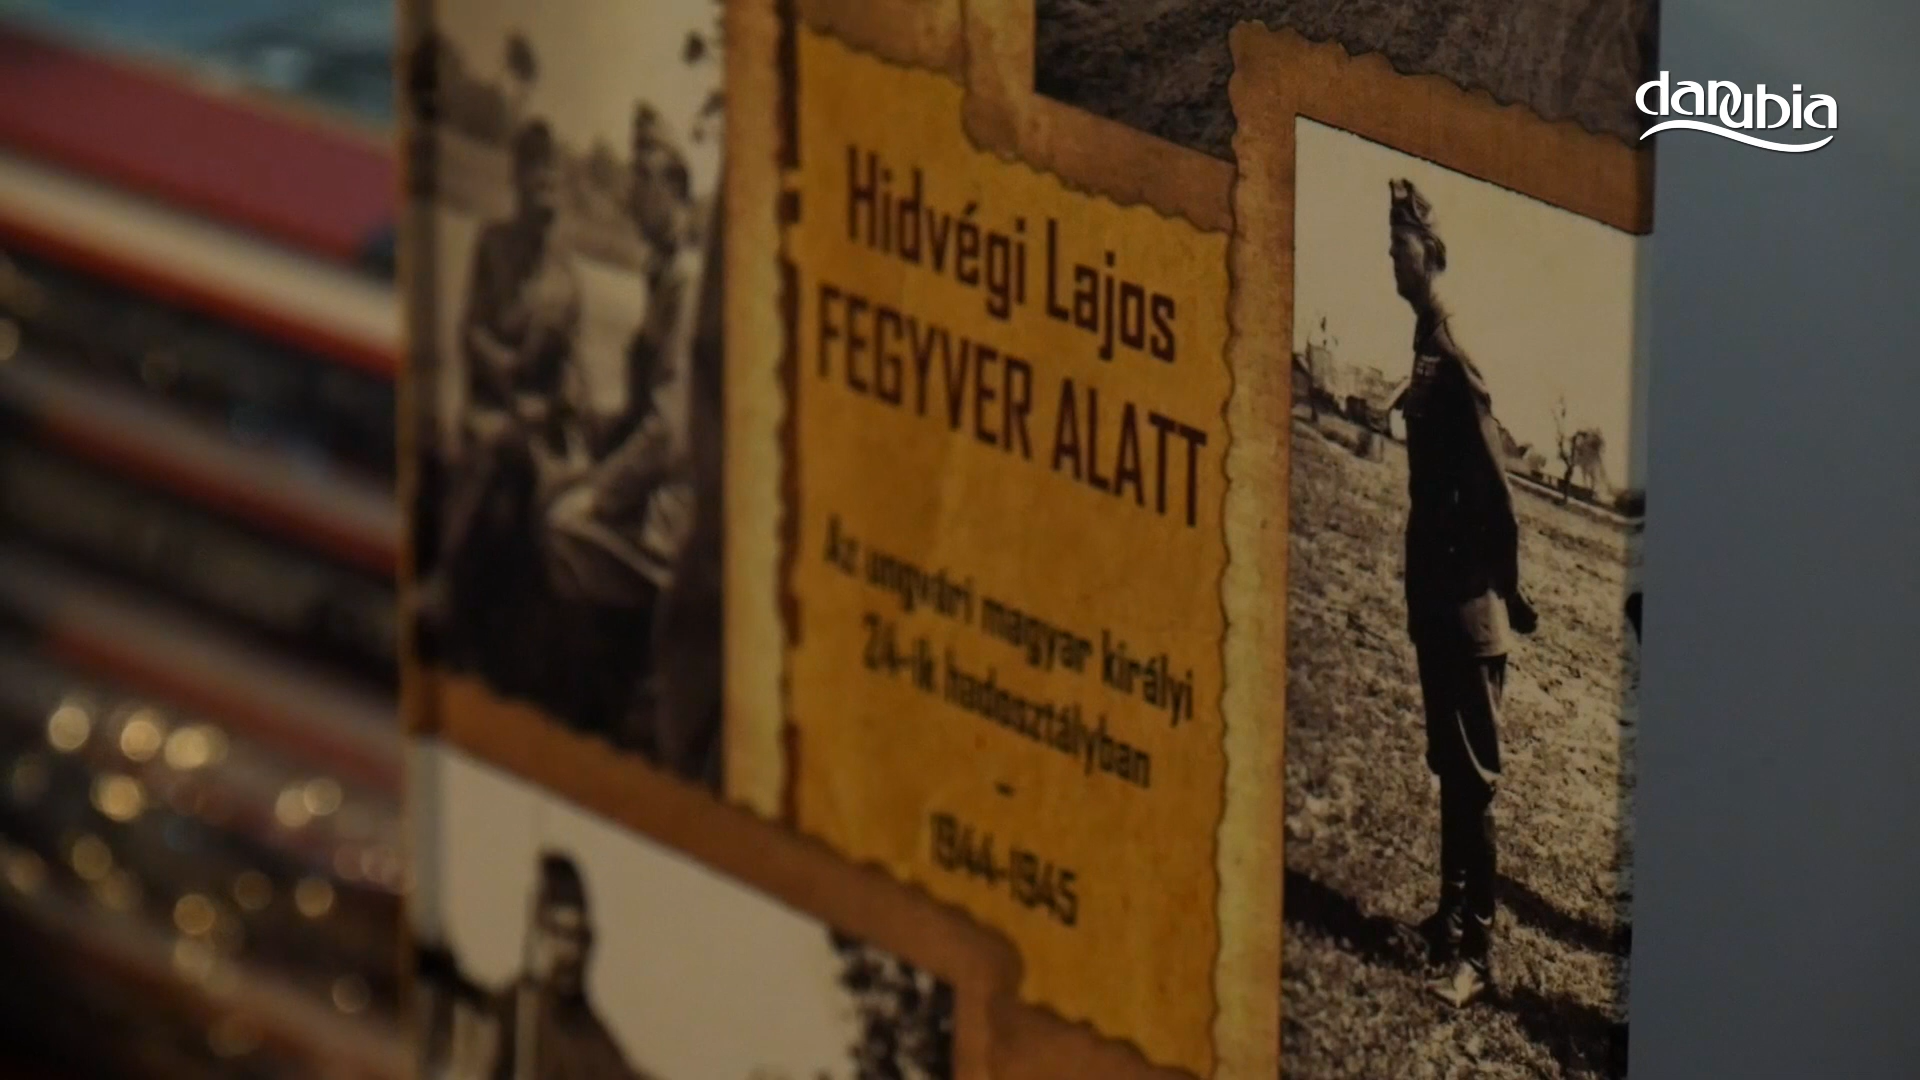 danubia
Hidvégi Lajos
FEGYVER ALATT
Az ungvári magyar királyi
24-ik hadosztályban
-
1944-1945